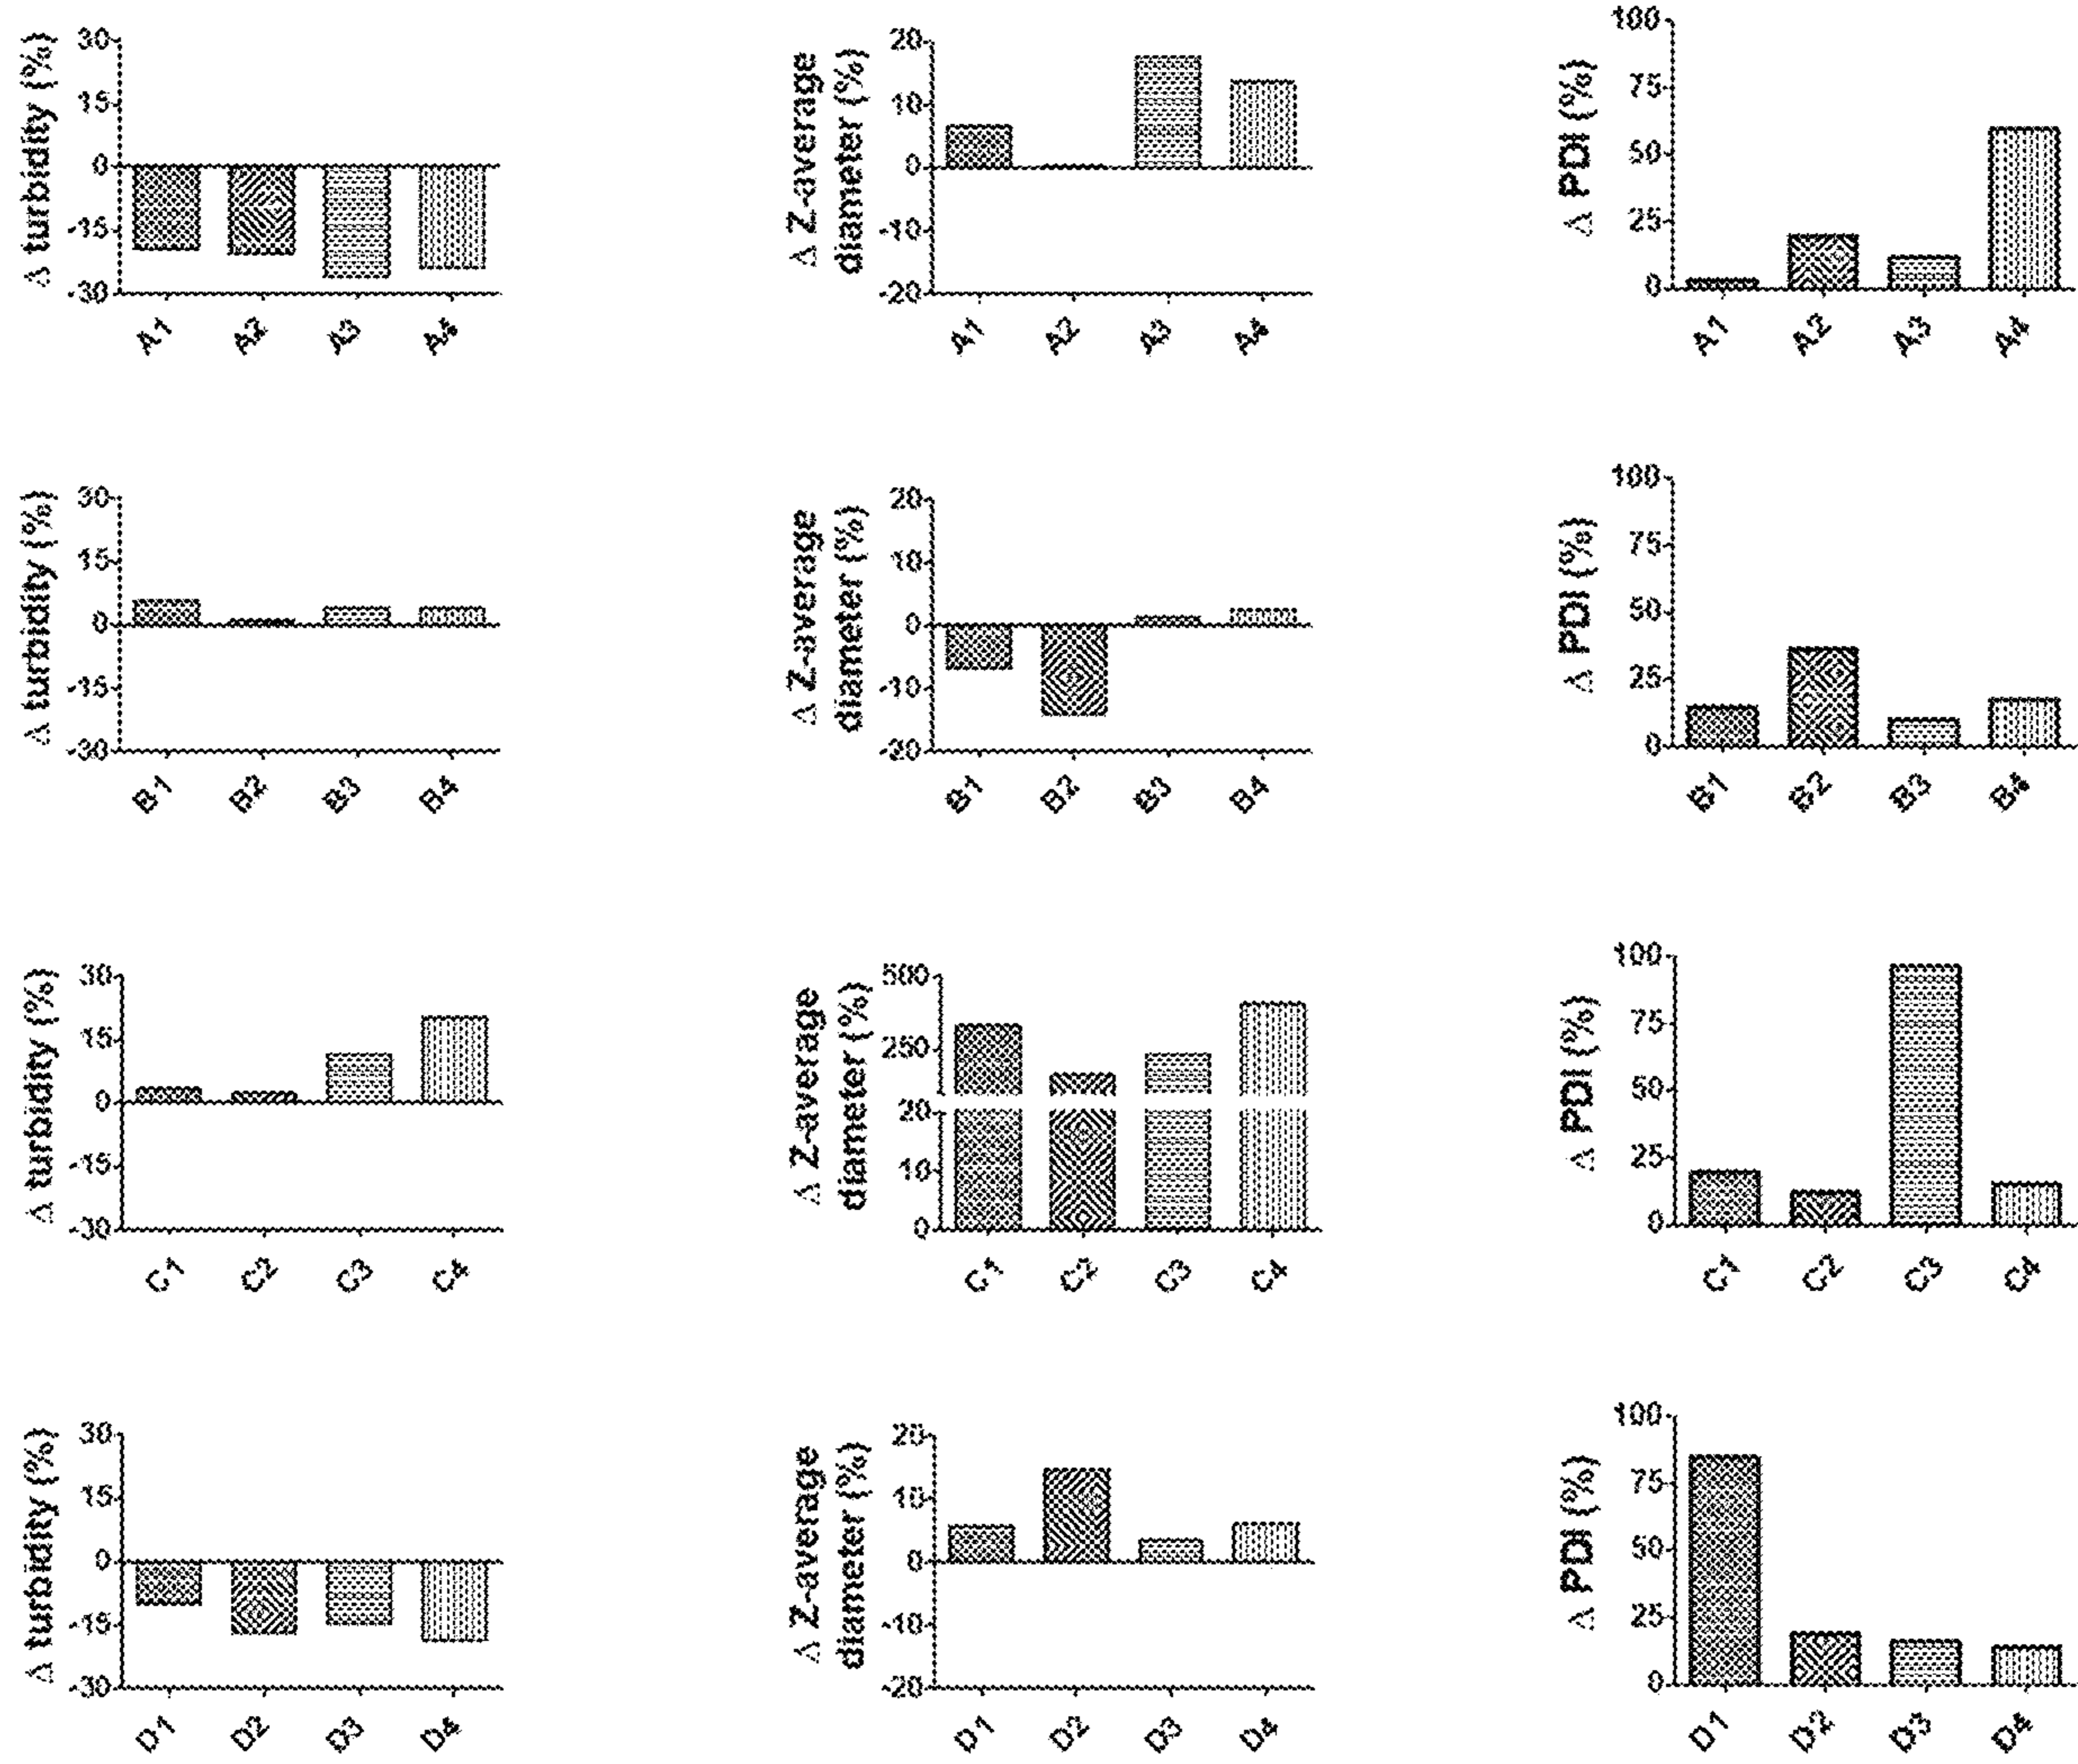 Δ turbidity (%)
30
15
0
-15
-30
A1 A2 A3 A4
Δ Z-average
diameter (%)
20
10
0
-10
-20
A1 A2 A3 A4
Δ PDI (%)
100
75
50
25
0
A1 A2 A3 A4
Δ turbidity (%)
30
15
0
-15
-30
B1 B2 B3 B4
Δ Z-average
diameter (%)
20
10
0
-10
-20
B1 B2 B3 B4
Δ PDI (%)
100
75
50
25
0
B1 B2 B3 B4
Δ turbidity (%)
30
15
0
-15
-30
C1 C2 C3 C4
Δ Z-average
diameter (%)
500
250
20
10
0
C1 C2 C3 C4
Δ PDI (%)
100
75
50
25
0
C1 C2 C3 C4
Δ turbidity (%)
30
15
0
-15
-30
D1 D2 D3 D4
Δ Z-average
diameter (%)
20
10
0
-10
-20
D1 D2 D3 D4
Δ PDI (%)
100
75
50
25
0
D1 D2 D3 D4